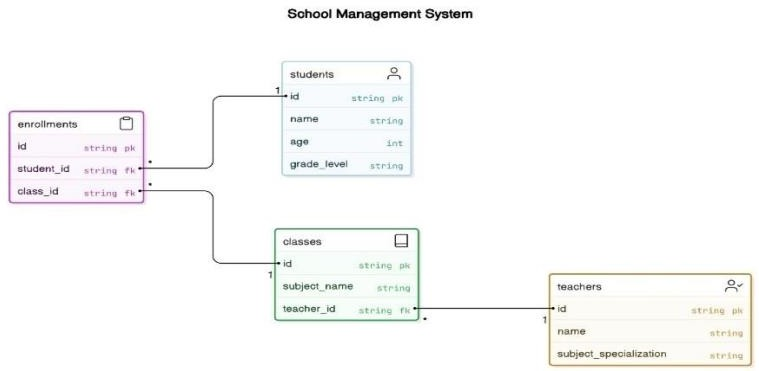 School Management System
students
1
id string pk
name string
age int
grade_level string
enrollments
id string pk
student_id string fk *
class_id string fk *
classes
1
id string pk
subject_name string
teacher_id string fk *
teachers
1
id string pk
name string
subject_specialization string